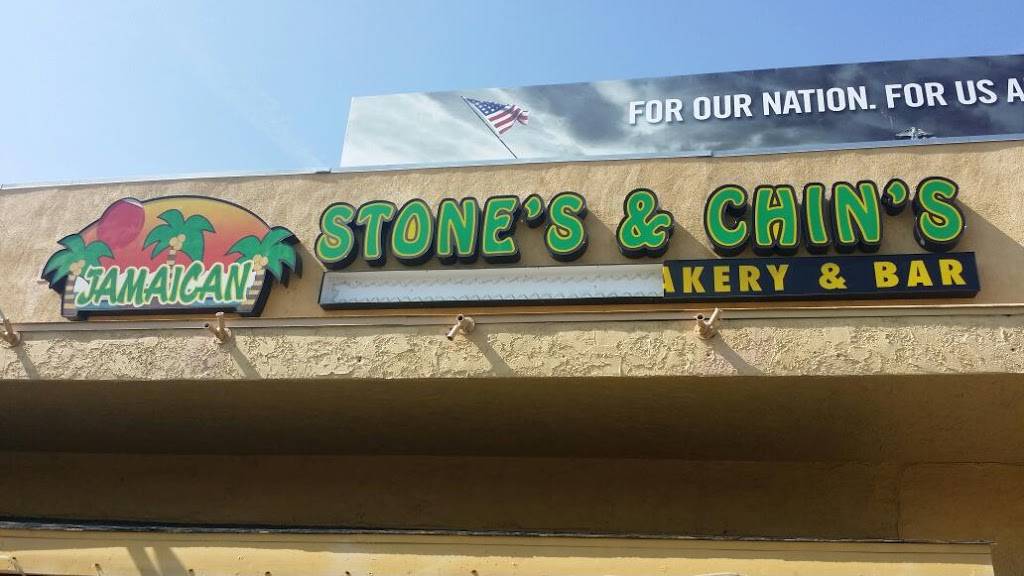 FOR OUR NATION. FOR US A
JAMAICAN
STONE'S & CHIN'S
AKERY & BAR